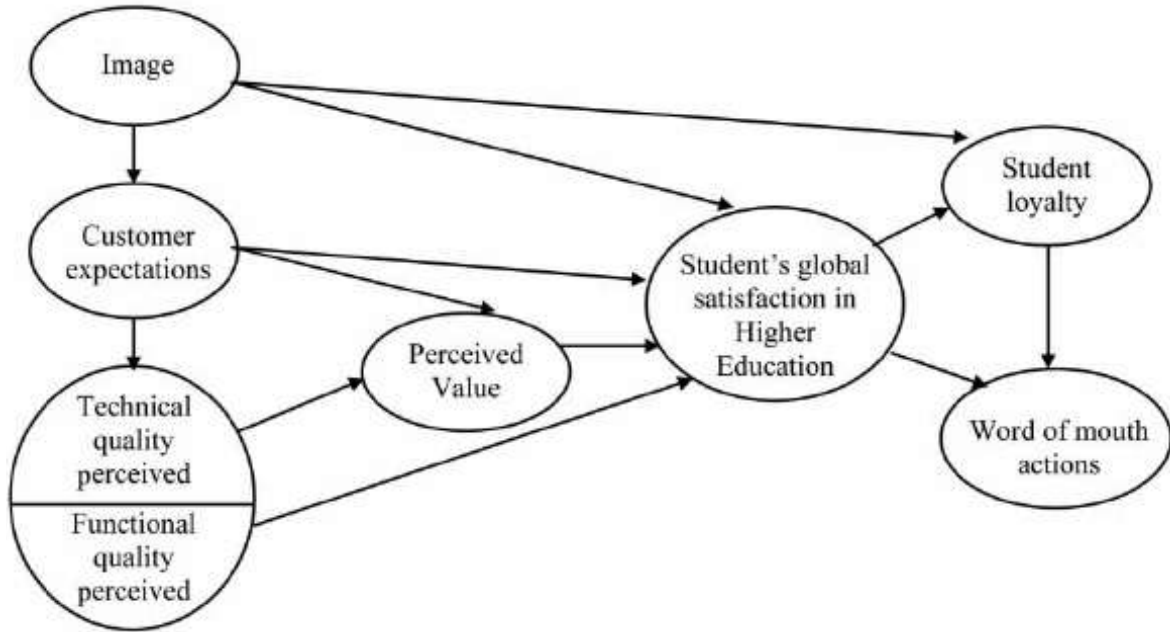 Image
Customer
expectations
Technical
quality
perceived
Functional
quality
perceived
Perceived
Value
Student’s global
satisfaction in
Higher
Education
Student
loyalty
Word of mouth
actions